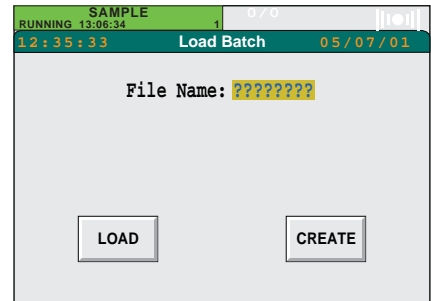 SAMPLE
RUNNING 13:06:34 1
0/0
12:35:33 Load Batch 05/07/01
File Name: ????????
LOAD CREATE